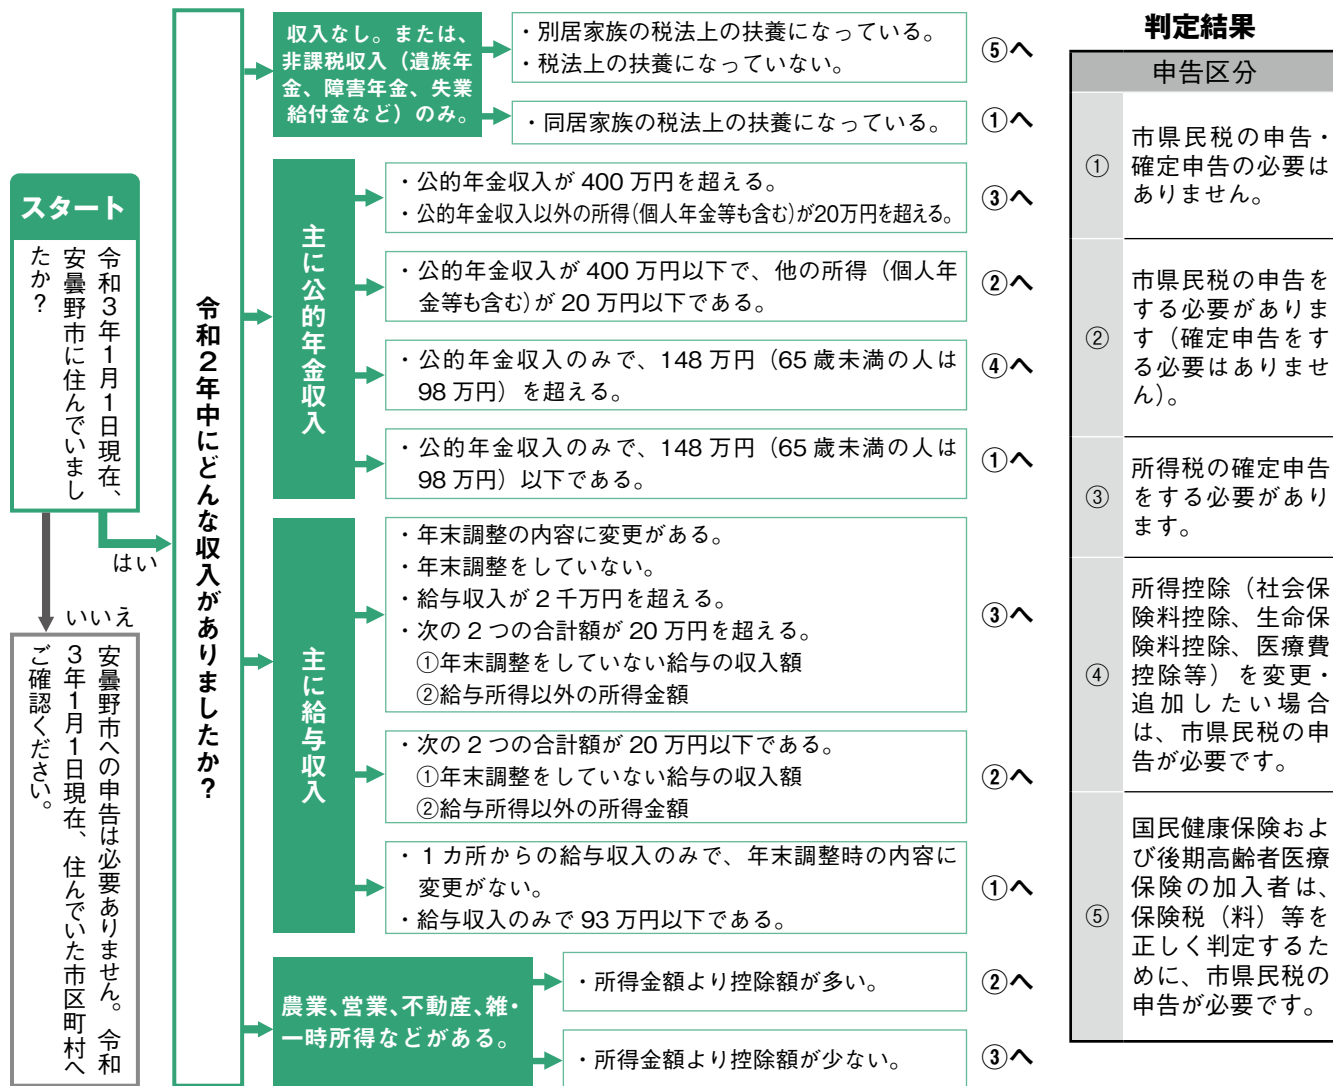 スタート
令和３年１月１日現在、
安曇野市に住んでいまし
たか？
はい
いいえ
安曇野市への申告は必要ありません。令和
３年１月１日現在、住んでいた市区町村へ
ご確認ください。
令和２年中にどんな収入がありましたか？
収入なし。または、
非課税収入（遺族年
金、障害年金、失業
給付金など）のみ。
・別居家族の税法上の扶養になっている。
・税法上の扶養になっていない。
⑤へ
・同居家族の税法上の扶養になっている。
①へ
主に公的年金収入
・公的年金収入が 400 万円を超える。
・公的年金収入以外の所得（個人年金等も含む）が20万円を超える。
③へ
・公的年金収入が 400 万円以下で、他の所得（個人年
金等も含む）が 20 万円以下である。
②へ
・公的年金収入のみで、148 万円（65 歳未満の人は
98 万円）を超える。
④へ
・公的年金収入のみで、148 万円（65 歳未満の人は
98 万円）以下である。
①へ
主に給与収入
・年末調整の内容に変更がある。
・年末調整をしていない。
・給与収入が２千万円を超える。
・次の２つの合計額が 20 万円を超える。
①年末調整をしていない給与の収入額
②給与所得以外の所得金額
③へ
・次の２つの合計額が 20 万円以下である。
①年末調整をしていない給与の収入額
②給与所得以外の所得金額
②へ
・１カ所からの給与収入のみで、年末調整時の内容に
変更がない。
・給与収入のみで 93 万円以下である。
①へ
農業、営業、不動産、雑・
一時所得などがある。
・所得金額より控除額が多い。
②へ
・所得金額より控除額が少ない。
③へ
判定結果
申告区分
①
市県民税の申告・
確定申告の必要は
ありません。
②
市県民税の申告を
する必要がありま
す（確定申告をす
る必要はありませ
ん）。
③
所得税の確定申告
をする必要があり
ます。
④
所得控除（社会保
険料控除、生命保
険料控除、医療費
控除等）を変更・
追加したい場合
は、市県民税の申
告が必要です。
⑤
国民健康保険およ
び後期高齢者医療
保険の加入者は、
保険税（料）等を
正しく判定するた
めに、市県民税の
申告が必要です。